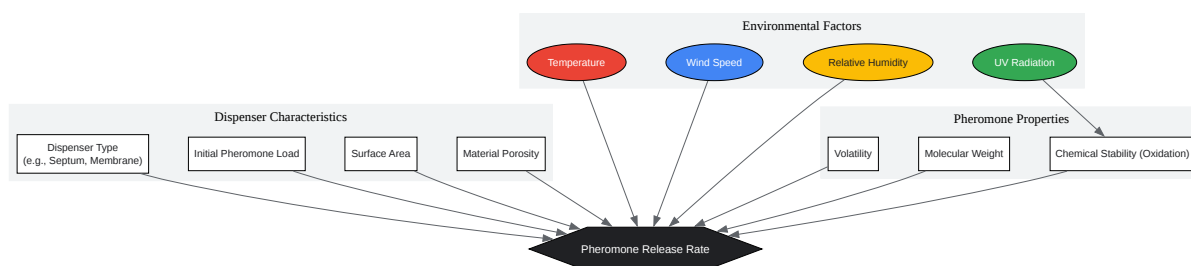 Environmental Factors
Temperature
Wind Speed
Relative Humidity
UV Radiation
Dispenser Characteristics
Dispenser Type
(e.g., Septum, Membrane)
Initial Pheromone Load
Surface Area
Material Porosity
Pheromone Properties
Volatility
Molecular Weight
Chemical Stability (Oxidation)
Pheromone Release Rate